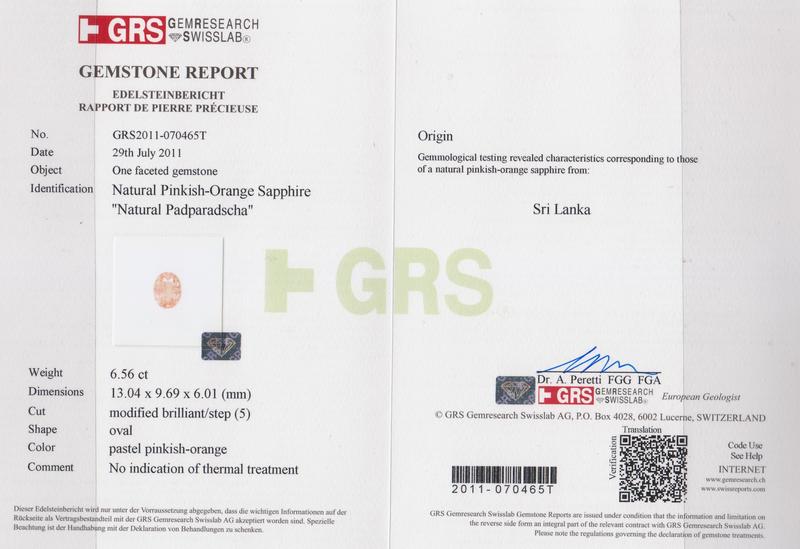 GRS GEMRESEARCH
SWISSLAB®
GEMSTONE REPORT
EDELSTEINBERICHT
RAPPORT DE PIERRE PRÉCIEUSE
No. GRS2011-070465T
Date 29th July 2011
Object One faceted gemstone
Identification Natural Pinkish-Orange Sapphire
"Natural Padparadscha"
Weight 6.56 ct
Dimensions 13.04 x 9.69 x 6.01 (mm)
Cut modified brilliant/step (5)
Shape oval
Color pastel pinkish-orange
Comment No indication of thermal treatment
Dieser Edelsteinbericht wird nur unter der Vorraussetzung abgegeben, dass die wichtigen Informationen auf der
Rückseite als Vertragsbestandteil mit der GRS Gemresearch Swisslab AG akzeptiert worden sind. Spezielle
Beachtung ist der Handhabung mit der Deklaration von Behandlungen zu schenken.
GRS
Origin
Gemmological testing revealed characteristics corresponding to those
of a natural pinkish-orange sapphire from:
Sri Lanka
Dr. A. Peretti FGG FGA
GRS GEMRESEARCH
SWISSLAB®
European Geologist
© GRS Gemresearch Swisslab AG, P.O. Box 4028, 6002 Lucerne, SWITZERLAND
Translation
Verification
Code Use
See Help
INTERNET
www.gemresearch.ch
www.swissreports.com
2011-070465T
GRS Gemresearch Swisslab Gemstone Reports are issued under condition that the information and limitation on
the reverse side form an integral part of the relevant contract with GRS Gemresearch Swisslab AG.
Please note the regulations governing the declaration of gemstone treatments.